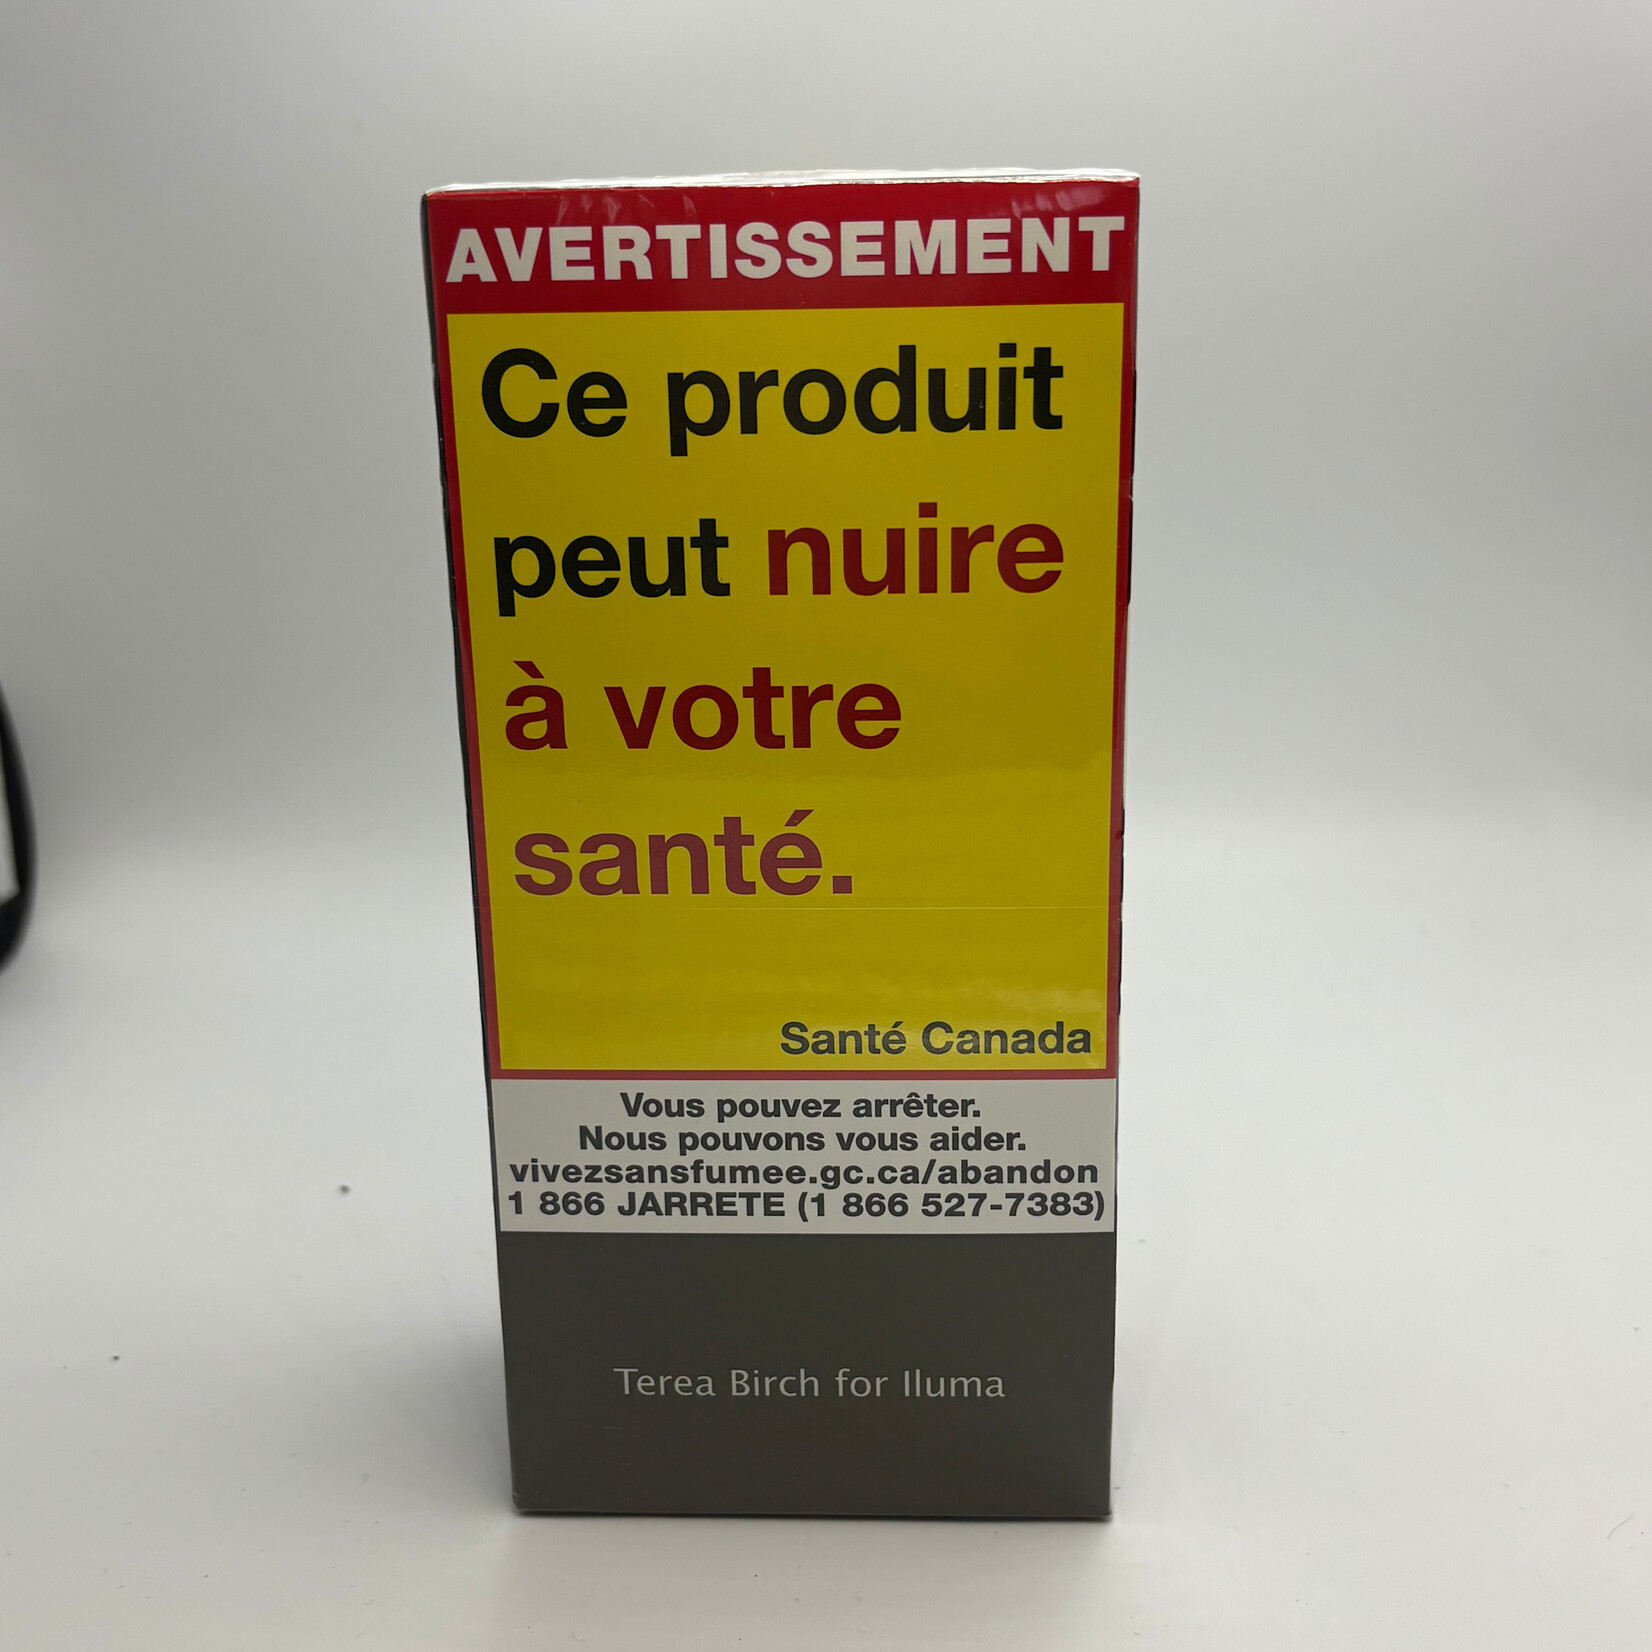 AVERTISSEMENT
Ce produit
peut nuire
à votre
santé.
Santé Canada
Vous pouvez arrêter.
Nous pouvons vous aider.
vivezsansfumee.gc.ca/abandon
1 866 JARRETE (1 866 527-7383)
Terea Birch for Iluma